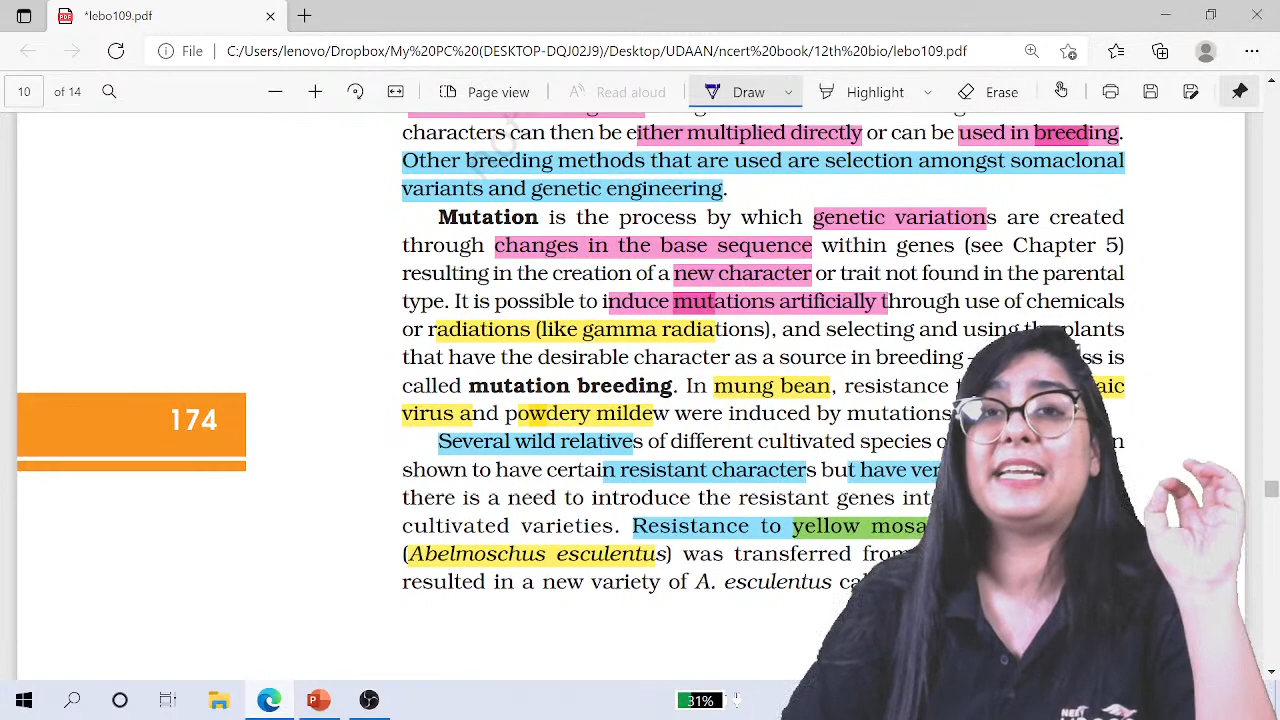 *lebo109.pdf
File C:/Users/lenovo/Dropbox/My%20PC%20(DESKTOP-DQJ02J9)/Desktop/UDAAN/ncert%20book/12th%20bio/lebo109.pdf
10 of 14 Page view Read aloud Draw Highlight Erase
characters can then be either multiplied directly or can be used in breeding.
Other breeding methods that are used are selection amongst somaclonal
variants and genetic engineering.
Mutation is the process by which genetic variations are created
through changes in the base sequence within genes (see Chapter 5)
resulting in the creation of a new character or trait not found in the parental
type. It is possible to induce mutations artificially through use of chemicals
or radiations (like gamma radiations), and selecting and using the plants
that have the desirable character as a source in breeding – ss is
called mutation breeding. In mung bean, resistance aic
virus and powdery mildew were induced by mutations
174
Several wild relatives of different cultivated species n
shown to have certain resistant characters but have
there is a need to introduce the resistant genes
cultivated varieties. Resistance to yellow
(Abelmoschus esculentus) was transferred
resulted in a new variety of A. esculentus
31%
NEET